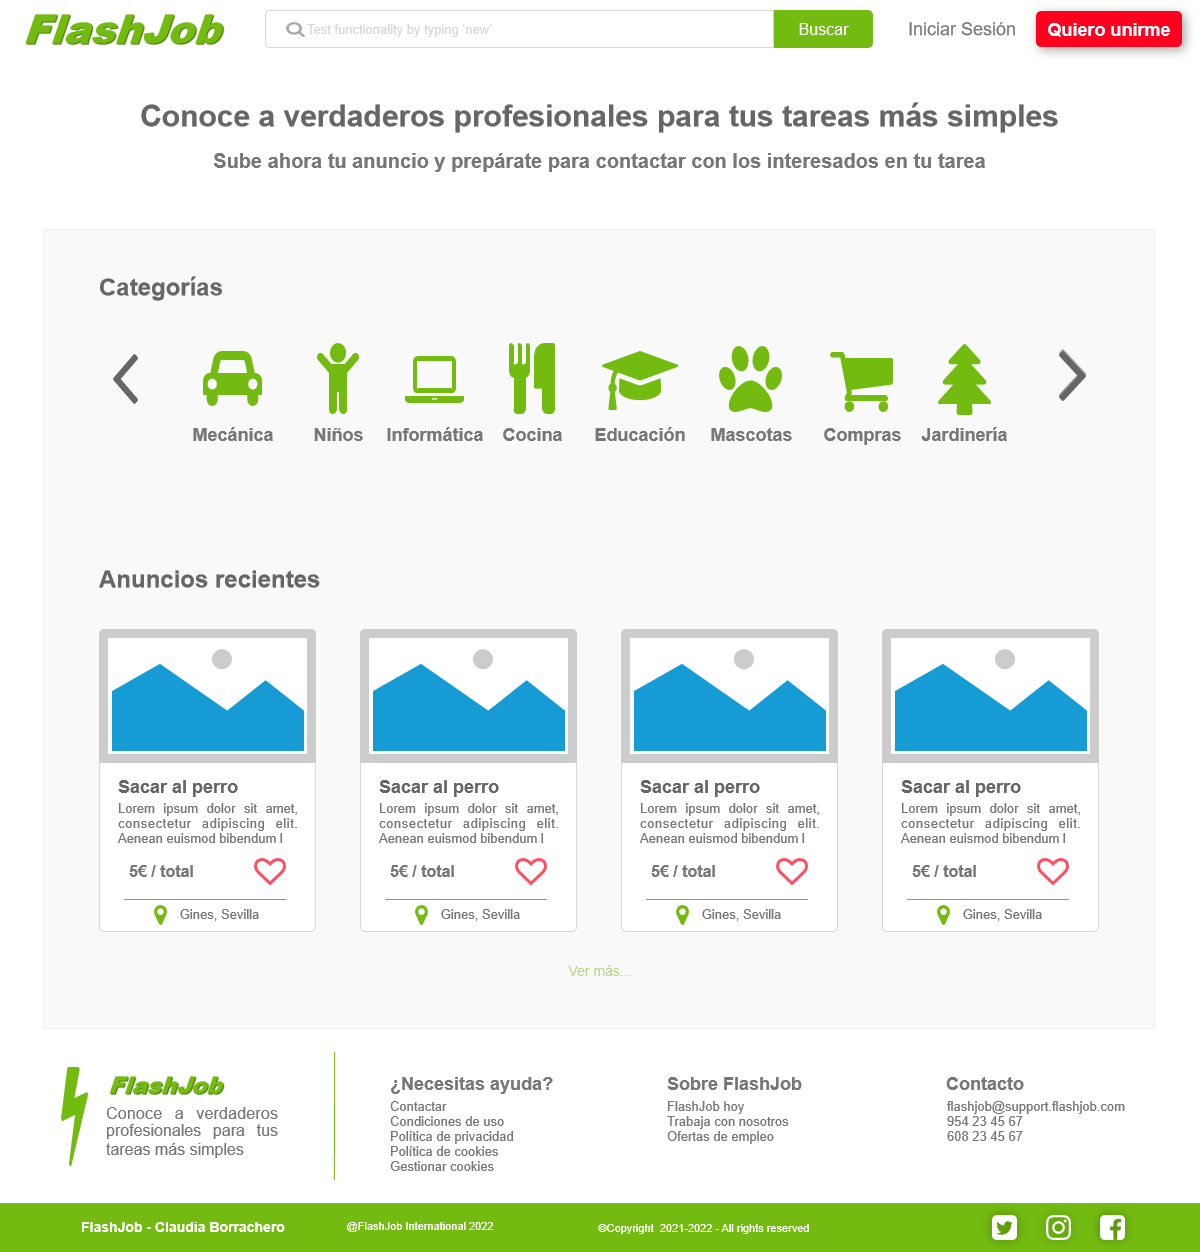 FlashJob
Test functionality by typing 'new'
Buscar
Iniciar Sesión
Quiero unirme
Conoce a verdaderos profesionales para tus tareas más simples
Sube ahora tu anuncio y prepárate para contactar con los interesados en tu tarea
Categorías
Mecánica
Niños
Informática
Cocina
Educación
Mascotas
Compras
Jardinería
Anuncios recientes
Sacar al perro
Lorem ipsum dolor sit amet,
consectetur adipiscing elit.
Aenean euismod bibendum l
5€ / total
Gines, Sevilla
Sacar al perro
Lorem ipsum dolor sit amet,
consectetur adipiscing elit.
Aenean euismod bibendum l
5€ / total
Gines, Sevilla
Sacar al perro
Lorem ipsum dolor sit amet,
consectetur adipiscing elit.
Aenean euismod bibendum l
5€ / total
Gines, Sevilla
Sacar al perro
Lorem ipsum dolor sit amet,
consectetur adipiscing elit.
Aenean euismod bibendum l
5€ / total
Gines, Sevilla
Ver más...
FlashJob
Conoce a verdaderos
profesionales para tus
tareas más simples
¿Necesitas ayuda?
Contactar
Condiciones de uso
Política de privacidad
Política de cookies
Gestionar cookies
Sobre FlashJob
FlashJob hoy
Trabaja con nosotros
Ofertas de empleo
Contacto
flashjob@support.flashjob.com
954 23 45 67
608 23 45 67
FlashJob - Claudia Borrachero
@FlashJob International 2022
©Copyright 2021-2022 - All rights reserved